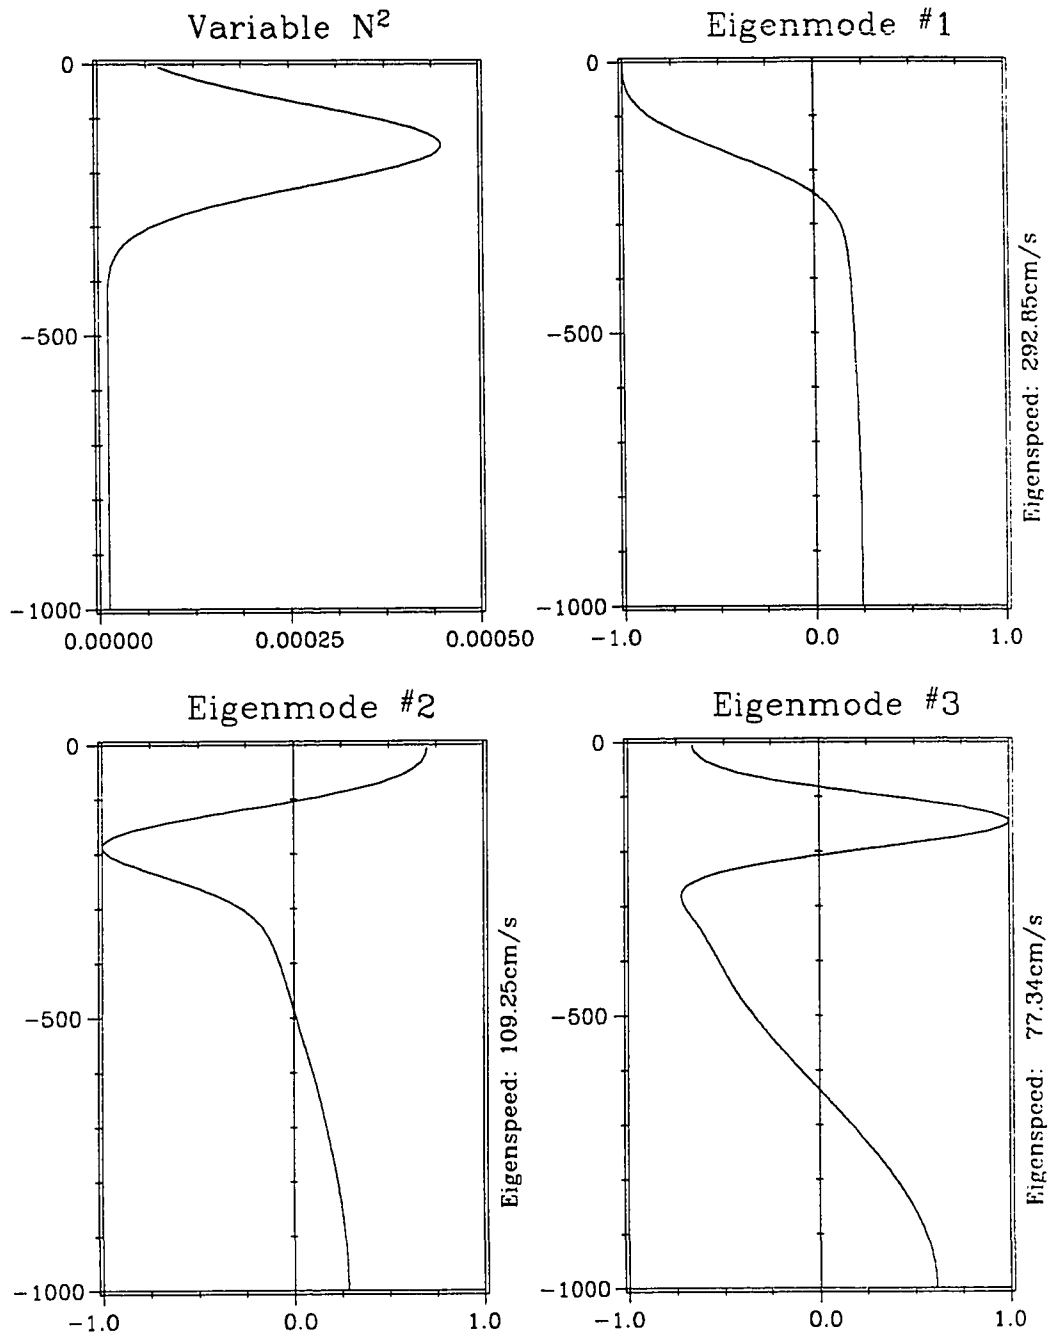 Variable N²
0
-500
-1000
0.00000 0.00025 0.00050
Eigenmode #1
0
-500
-1000
-1.0 0.0 1.0
Eigenspeed: 292.85cm/s
Eigenmode #2
0
-500
-1000
-1.0 0.0 1.0
Eigenspeed: 109.25cm/s
Eigenmode #3
0
-500
-1000
-1.0 0.0 1.0
Eigenspeed: 77.34cm/s